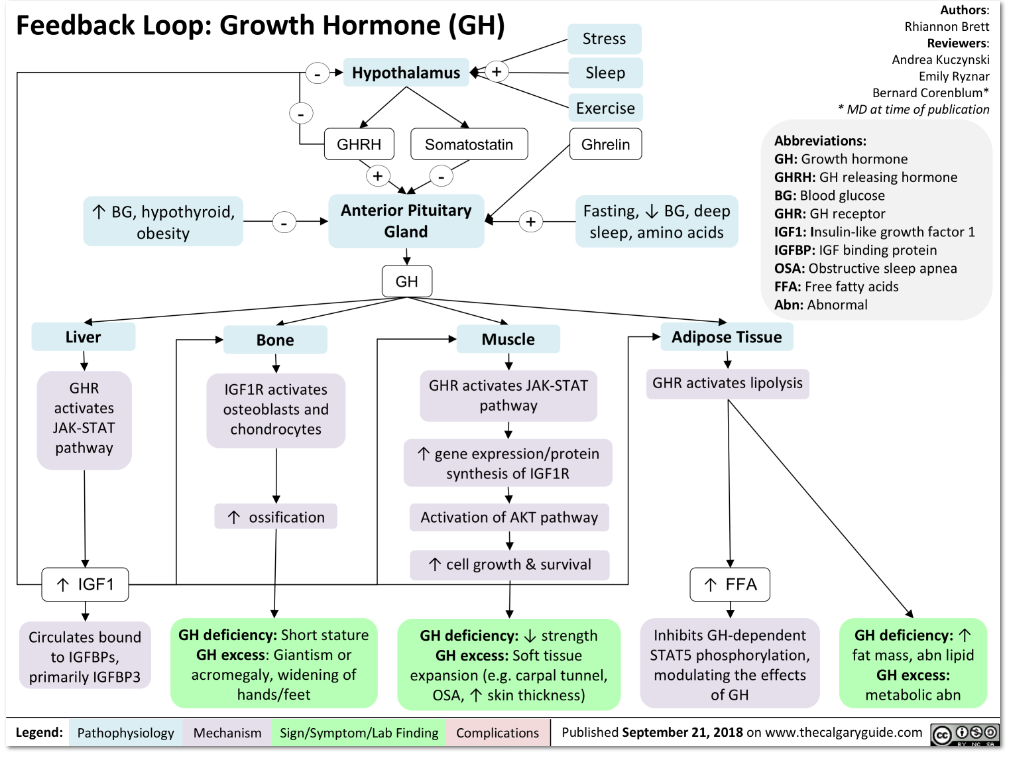 Feedback Loop: Growth Hormone (GH)
Authors:
Rhiannon Brett
Reviewers:
Andrea Kuczynski
Emily Ryznar
Bernard Corenblum*
* MD at time of publication
Stress
- Hypothalamus + Sleep
Exercise
-
GHRH Somatostatin Ghrelin
+ -
Abbreviations:
GH: Growth hormone
GHRH: GH releasing hormone
BG: Blood glucose
GHR: GH receptor
IGF1: Insulin-like growth factor 1
IGFBP: IGF binding protein
OSA: Obstructive sleep apnea
FFA: Free fatty acids
Abn: Abnormal
↑ BG, hypothyroid,
obesity
-
Anterior Pituitary
Gland
+
Fasting, ↓ BG, deep
sleep, amino acids
GH
Liver
GHR
activates
JAK-STAT
pathway
↑ IGF1
Circulates bound
to IGFBPs,
primarily IGFBP3
Bone
IGF1R activates
osteoblasts and
chondrocytes
↑ ossification
GH deficiency: Short stature
GH excess: Giantism or
acromegaly, widening of
hands/feet
Muscle
GHR activates JAK-STAT
pathway
↑ gene expression/protein
synthesis of IGF1R
Activation of AKT pathway
↑ cell growth & survival
GH deficiency: ↓ strength
GH excess: Soft tissue
expansion (e.g. carpal tunnel,
OSA, ↑ skin thickness)
Adipose Tissue
GHR activates lipolysis
↑ FFA
Inhibits GH-dependent
STAT5 phosphorylation,
modulating the effects
of GH
GH deficiency: ↑
fat mass, abn lipid
GH excess:
metabolic abn
Legend: Pathophysiology Mechanism Sign/Symptom/Lab Finding Complications Published September 21, 2018 on www.thecalgaryguide.com
cc BY NC SA